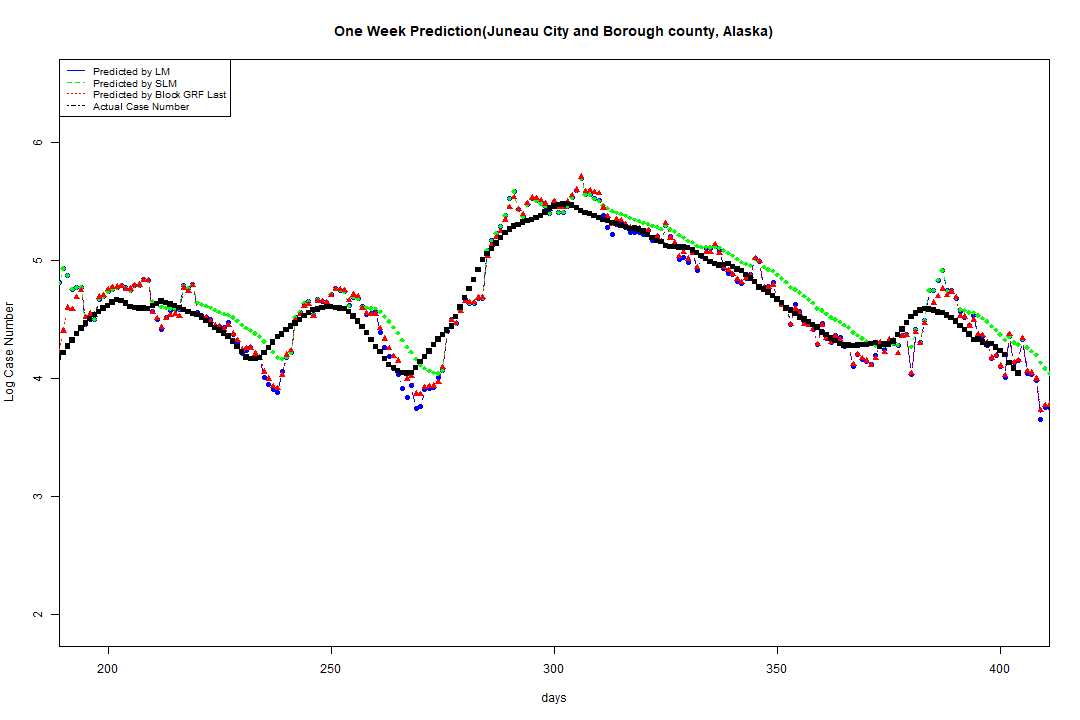 One Week Prediction(Juneau City and Borough county, Alaska)
Predicted by LM
Predicted by SLM
Predicted by Block GRF Last
Actual Case Number
6
5
4
3
2
Log Case Number
200 250 300 350 400
days